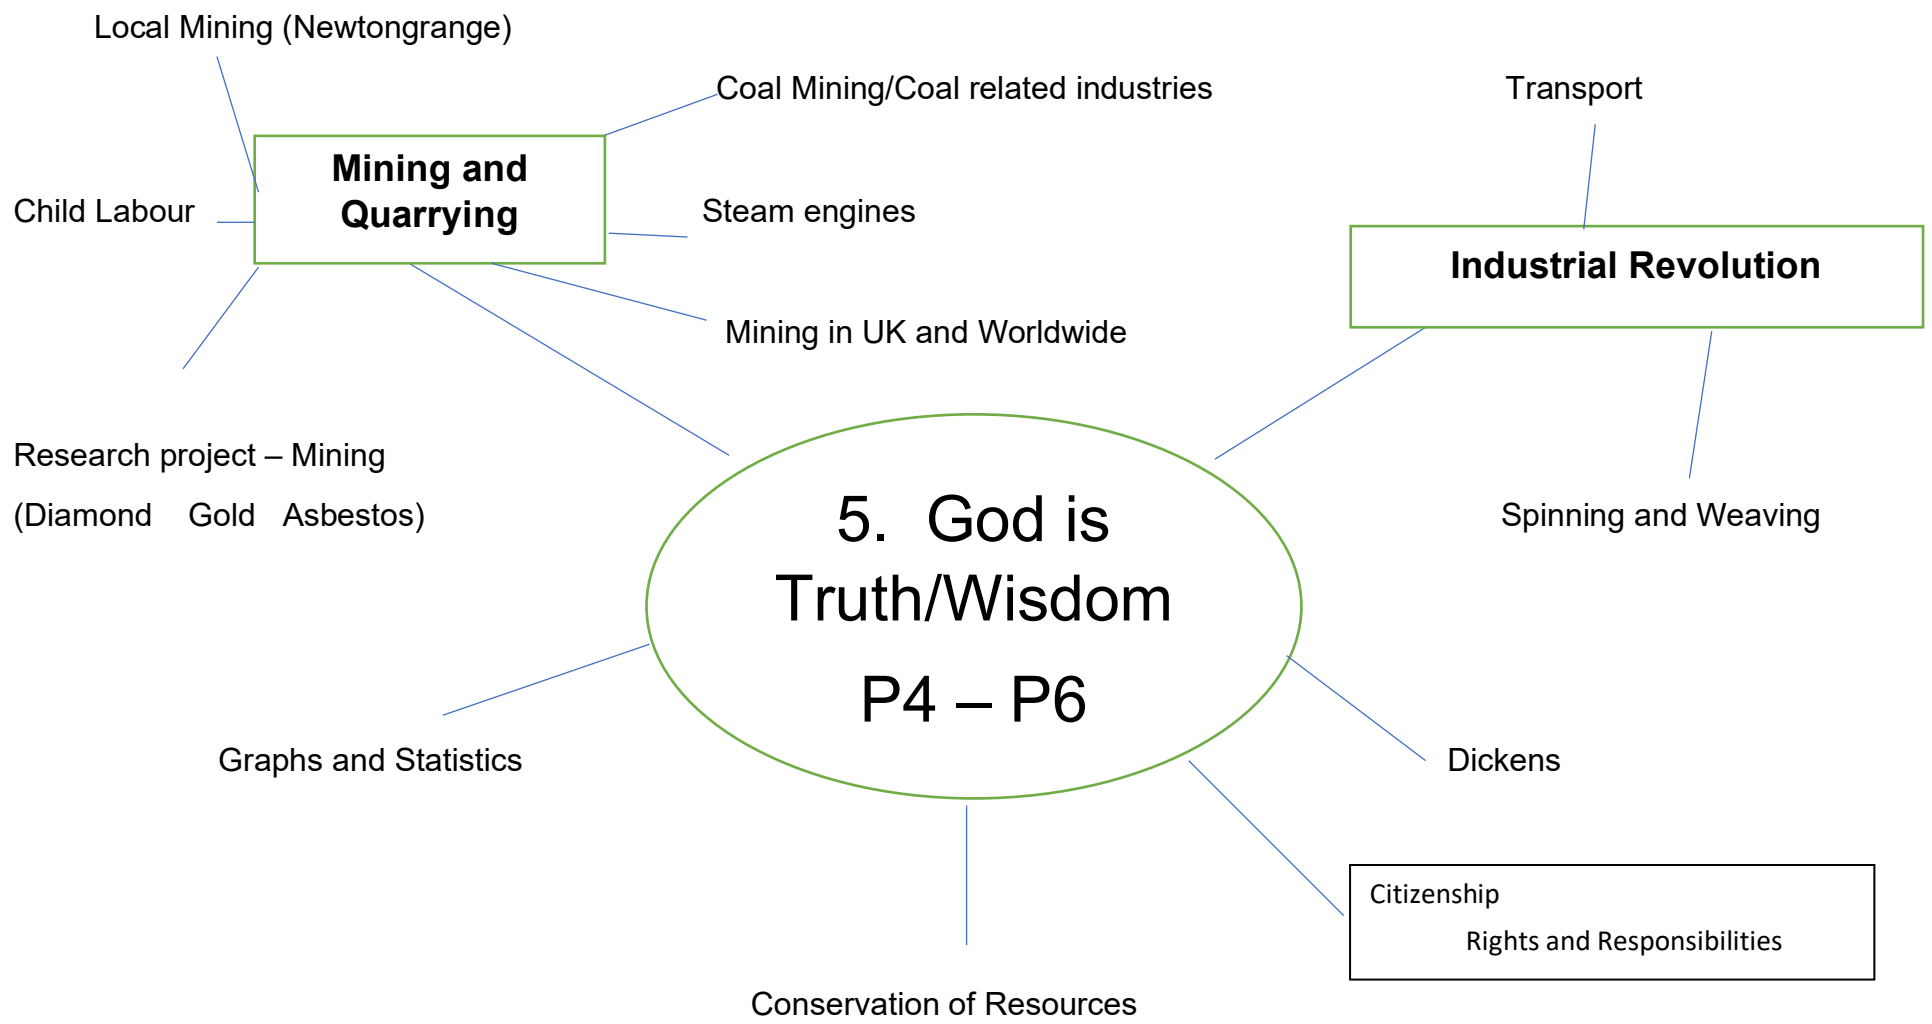 Local Mining (Newtongrange)
Coal Mining/Coal related industries
Transport
Mining and
Quarrying
Child Labour
Steam engines
Industrial Revolution
Mining in UK and Worldwide
Research project – Mining
(Diamond Gold Asbestos)
Spinning and Weaving
5. God is
Truth/Wisdom
P4 – P6
Graphs and Statistics
Dickens
Citizenship
Rights and Responsibilities
Conservation of Resources